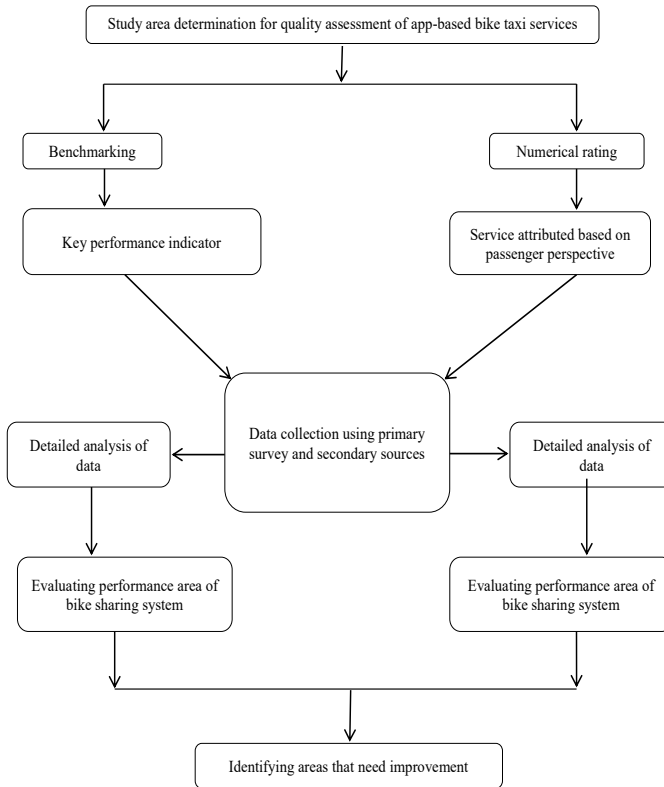 Study area determination for quality assessment of app-based bike taxi services
Benchmarking
Numerical rating
Key performance indicator
Service attributed based on
passenger perspective
Data collection using primary
survey and secondary sources
Detailed analysis of
data
Detailed analysis of
data
Evaluating performance area of
bike sharing system
Evaluating performance area of
bike sharing system
Identifying areas that need improvement